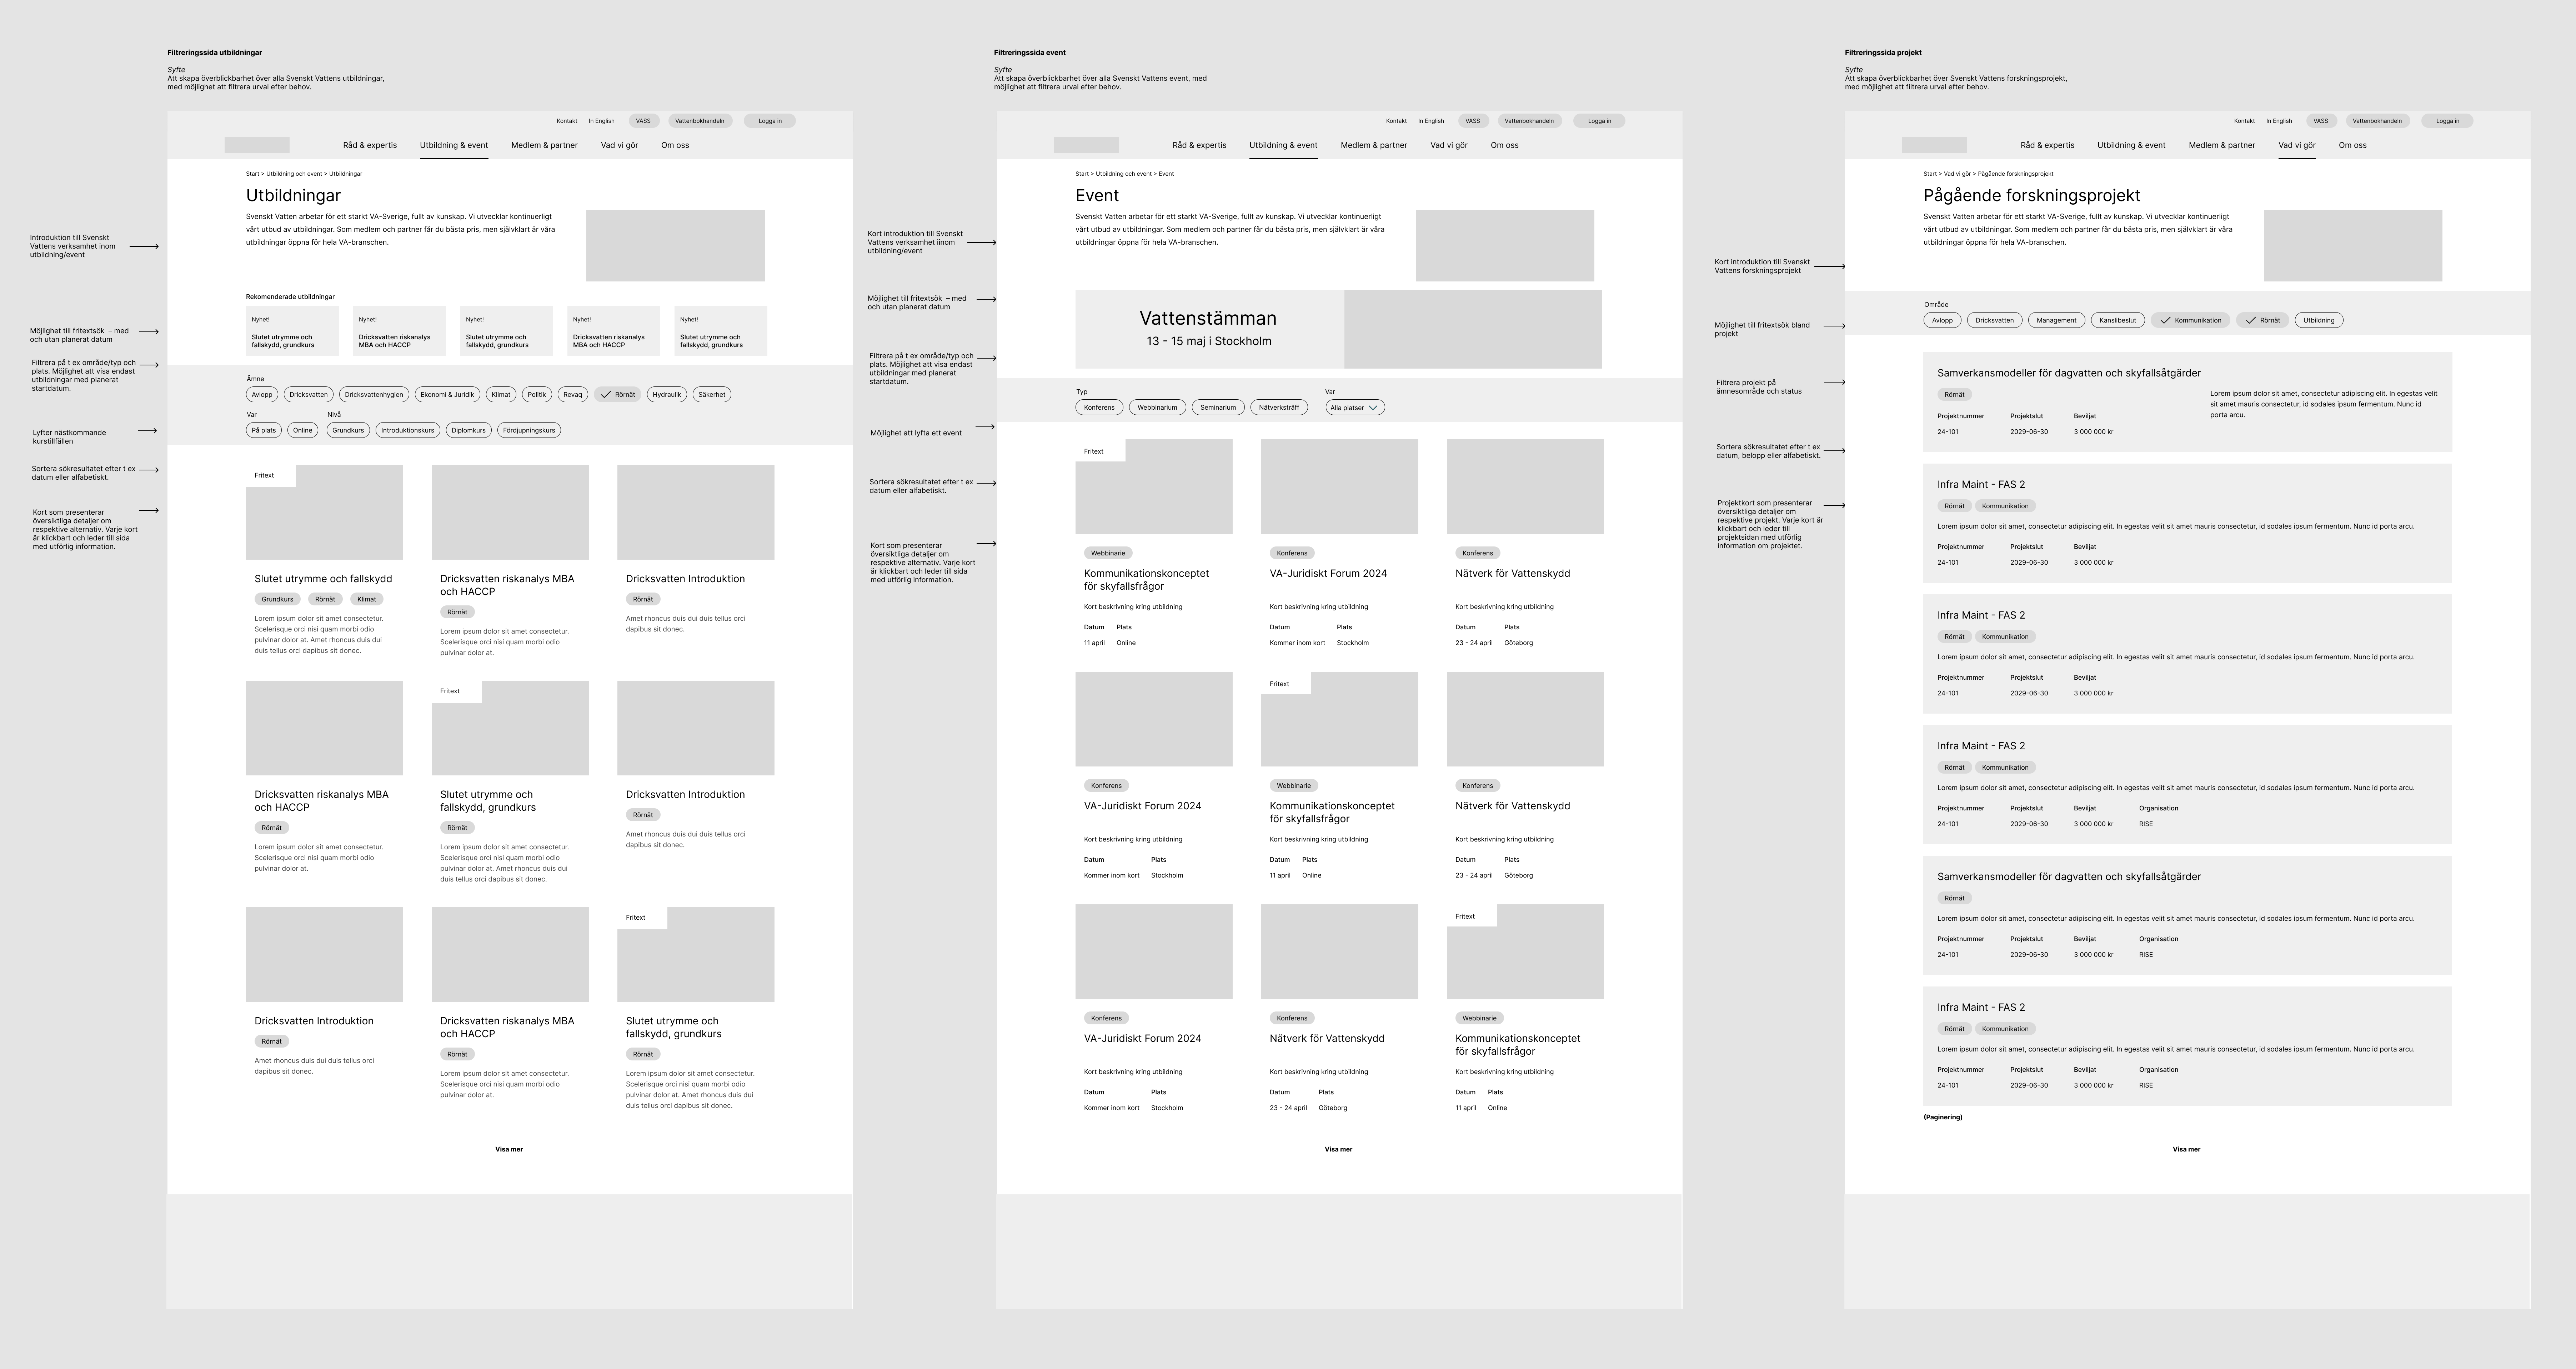 Filtreringssida utbildningar
Syfte
Att skapa överblickbarhet över alla Svenskt Vattens utbildningar,
med möjlighet att filtrera urval efter behov.
Introduktion till Svenskt
Vattens verksamhet inom
utbildning/event
Möjlighet till fritextsök – med
och utan planerat datum
Filtrera på t ex område/typ och
plats. Möjlighet att visa endast
utbildningar med planerat
startdatum.
Lyfter nästkommande
kurstillfällen
Sortera sökresultatet efter t ex
datum eller alfabetiskt.
Kort som presenterar
översiktliga detaljer om
respektive alternativ. Varje kort
är klickbart och leder till sida
med utförlig information.
Kontakt In English VASS Vattenbokhandeln Logga in
Råd & expertis Utbildning & event Medlem & partner Vad vi gör Om oss
Start > Utbildning och event > Utbildningar
Utbildningar
Svenskt Vatten arbetar för ett starkt VA-Sverige, fullt av kunskap. Vi utvecklar kontinuerligt
vårt utbud av utbildningar. Som medlem och partner får du bästa pris, men självklart är våra
utbildningar öppna för hela VA-branschen.
Rekomenderade utbildningar
Nyhet! Nyhet! Nyhet! Nyhet! Nyhet!
Slutet utrymme och Dricksvatten riskanalys Slutet utrymme och Dricksvatten riskanalys Slutet utrymme och
fallskydd, grundkurs MBA och HACCP fallskydd, grundkurs MBA och HACCP fallskydd, grundkurs
Ämne
Avlopp Dricksvatten Dricksvattenhygien Ekonomi & Juridik Klimat Politik Revaq Rörnät Hydraulik Säkerhet
Var Nivå
På plats Online Grundkurs Introduktionskurs Diplomkurs Fördjupningskurs
Fritext
Slutet utrymme och fallskydd
Grundkurs Rörnät Klimat
Lorem ipsum dolor sit amet consectetur.
Scelerisque orci nisi quam morbi odio
pulvinar dolor at. Amet rhoncus duis dui
duis tellus orci dapibus sit donec.
Dricksvatten riskanalys MBA
och HACCP
Rörnät
Lorem ipsum dolor sit amet consectetur.
Scelerisque orci nisi quam morbi odio
pulvinar dolor at.
Dricksvatten Introduktion
Rörnät
Amet rhoncus duis dui duis tellus orci
dapibus sit donec.
Dricksvatten riskanalys MBA
och HACCP
Rörnät
Lorem ipsum dolor sit amet consectetur.
Scelerisque orci nisi quam morbi odio
pulvinar dolor at.
Fritext
Slutet utrymme och
fallskydd, grundkurs
Rörnät
Lorem ipsum dolor sit amet consectetur.
Scelerisque orci nisi quam morbi odio
pulvinar dolor at. Amet rhoncus duis dui
duis tellus orci dapibus sit donec.
Dricksvatten Introduktion
Rörnät
Amet rhoncus duis dui duis tellus orci
dapibus sit donec.
Dricksvatten Introduktion
Rörnät
Amet rhoncus duis dui duis tellus orci
dapibus sit donec.
Dricksvatten riskanalys MBA
och HACCP
Rörnät
Lorem ipsum dolor sit amet consectetur.
Scelerisque orci nisi quam morbi odio
pulvinar dolor at.
Fritext
Slutet utrymme och
fallskydd, grundkurs
Rörnät
Lorem ipsum dolor sit amet consectetur.
Scelerisque orci nisi quam morbi odio
pulvinar dolor at. Amet rhoncus duis dui
duis tellus orci dapibus sit donec.
Visa mer
Filtreringssida event
Syfte
Att skapa överblickbarhet över alla Svenskt Vattens event, med
möjlighet att filtrera urval efter behov.
Kort introduktion till Svenskt
Vattens verksamhet iinom
utbildning/event
Möjlighet till fritextsök – med
och utan planerat datum
Filtrera på t ex område/typ och
plats. Möjlighet att visa endast
utbildningar med planerat
startdatum.
Möjlighet att lyfta ett event
Sortera sökresultatet efter t ex
datum eller alfabetiskt.
Kort som presenterar
översiktliga detaljer om
respektive alternativ. Varje kort
är klickbart och leder till sida
med utförlig information.
Kontakt In English VASS Vattenbokhandeln Logga in
Råd & expertis Utbildning & event Medlem & partner Vad vi gör Om oss
Start > Utbildning och event > Event
Event
Svenskt Vatten arbetar för ett starkt VA-Sverige, fullt av kunskap. Vi utvecklar kontinuerligt
vårt utbud av utbildningar. Som medlem och partner får du bästa pris, men självklart är våra
utbildningar öppna för hela VA-branschen.
Vattenstämman
13 - 15 maj i Stockholm
Typ Var
Konferens Webbinarium Seminarium Nätverksträff Alla platser
Fritext
Webbinarie
Kommunikationskonceptet
för skyfallsfrågor
Kort beskrivning kring utbildning
Datum Plats
11 april Online
Konferens
VA-Juridiskt Forum 2024
Kort beskrivning kring utbildning
Datum Plats
Kommer inom kort Stockholm
Konferens
Nätverk för Vattenskydd
Kort beskrivning kring utbildning
Datum Plats
23 - 24 april Göteborg
Konferens
VA-Juridiskt Forum 2024
Kort beskrivning kring utbildning
Datum Plats
Kommer inom kort Stockholm
Fritext
Webbinarie
Kommunikationskonceptet
för skyfallsfrågor
Kort beskrivning kring utbildning
Datum Plats
11 april Online
Konferens
Nätverk för Vattenskydd
Kort beskrivning kring utbildning
Datum Plats
23 - 24 april Göteborg
Konferens
VA-Juridiskt Forum 2024
Kort beskrivning kring utbildning
Datum Plats
Kommer inom kort Stockholm
Konferens
Nätverk för Vattenskydd
Kort beskrivning kring utbildning
Datum Plats
23 - 24 april Göteborg
Fritext
Webbinarie
Kommunikationskonceptet
för skyfallsfrågor
Kort beskrivning kring utbildning
Datum Plats
11 april Online
Visa mer
Filtreringssida projekt
Syfte
Att skapa överblickbarhet över Svenskt Vattens forskningsprojekt,
med möjlighet att filtrera urval efter behov.
Kort introduktion till Svenskt
Vattens forskningsprojekt
Möjlighet till fritextsök bland
projekt
Filtrera projekt på
ämnesområde och status
Sortera sökresultatet efter t ex
datum, belopp eller alfabetiskt.
Projektkort som presenterar
översiktliga detaljer om
respektive projekt. Varje kort är
klickbart och leder till
projektsidan med utförlig
information om projektet.
Kontakt In English VASS Vattenbokhandeln Logga in
Råd & expertis Utbildning & event Medlem & partner Vad vi gör Om oss
Start > Vad vi gör > Pågående forskningsprojekt
Pågående forskningsprojekt
Svenskt Vatten arbetar för ett starkt VA-Sverige, fullt av kunskap. Vi utvecklar kontinuerligt
vårt utbud av utbildningar. Som medlem och partner får du bästa pris, men självklart är våra
utbildningar öppna för hela VA-branschen.
Område
Avlopp Dricksvatten Management Kanslibeslut Kommunikation Rörnät Utbildning
Samverkansmodeller för dagvatten och skyfallsåtgärder
Rörnät
Lorem ipsum dolor sit amet, consectetur adipiscing elit. In egestas velit
sit amet mauris consectetur, id sodales ipsum fermentum. Nunc id
porta arcu.
Projektnummer Projektslut Beviljat
24-101 2029-06-30 3 000 000 kr
Infra Maint - FAS 2
Rörnät Kommunikation
Lorem ipsum dolor sit amet, consectetur adipiscing elit. In egestas velit sit amet mauris consectetur, id sodales ipsum fermentum. Nunc id porta arcu.
Projektnummer Projektslut Beviljat
24-101 2029-06-30 3 000 000 kr
Infra Maint - FAS 2
Rörnät Kommunikation
Lorem ipsum dolor sit amet, consectetur adipiscing elit. In egestas velit sit amet mauris consectetur, id sodales ipsum fermentum. Nunc id porta arcu.
Projektnummer Projektslut Beviljat
24-101 2029-06-30 3 000 000 kr
Infra Maint - FAS 2
Rörnät Kommunikation
Lorem ipsum dolor sit amet, consectetur adipiscing elit. In egestas velit sit amet mauris consectetur, id sodales ipsum fermentum. Nunc id porta arcu.
Projektnummer Projektslut Beviljat Organisation
24-101 2029-06-30 3 000 000 kr RISE
Samverkansmodeller för dagvatten och skyfallsåtgärder
Rörnät
Lorem ipsum dolor sit amet, consectetur adipiscing elit. In egestas velit sit amet mauris consectetur, id sodales ipsum fermentum. Nunc id porta arcu.
Projektnummer Projektslut Beviljat Organisation
24-101 2029-06-30 3 000 000 kr RISE
Infra Maint - FAS 2
Rörnät Kommunikation
Lorem ipsum dolor sit amet, consectetur adipiscing elit. In egestas velit sit amet mauris consectetur, id sodales ipsum fermentum. Nunc id porta arcu.
Projektnummer Projektslut Beviljat Organisation
24-101 2029-06-30 3 000 000 kr RISE
(Paginering)
Visa mer